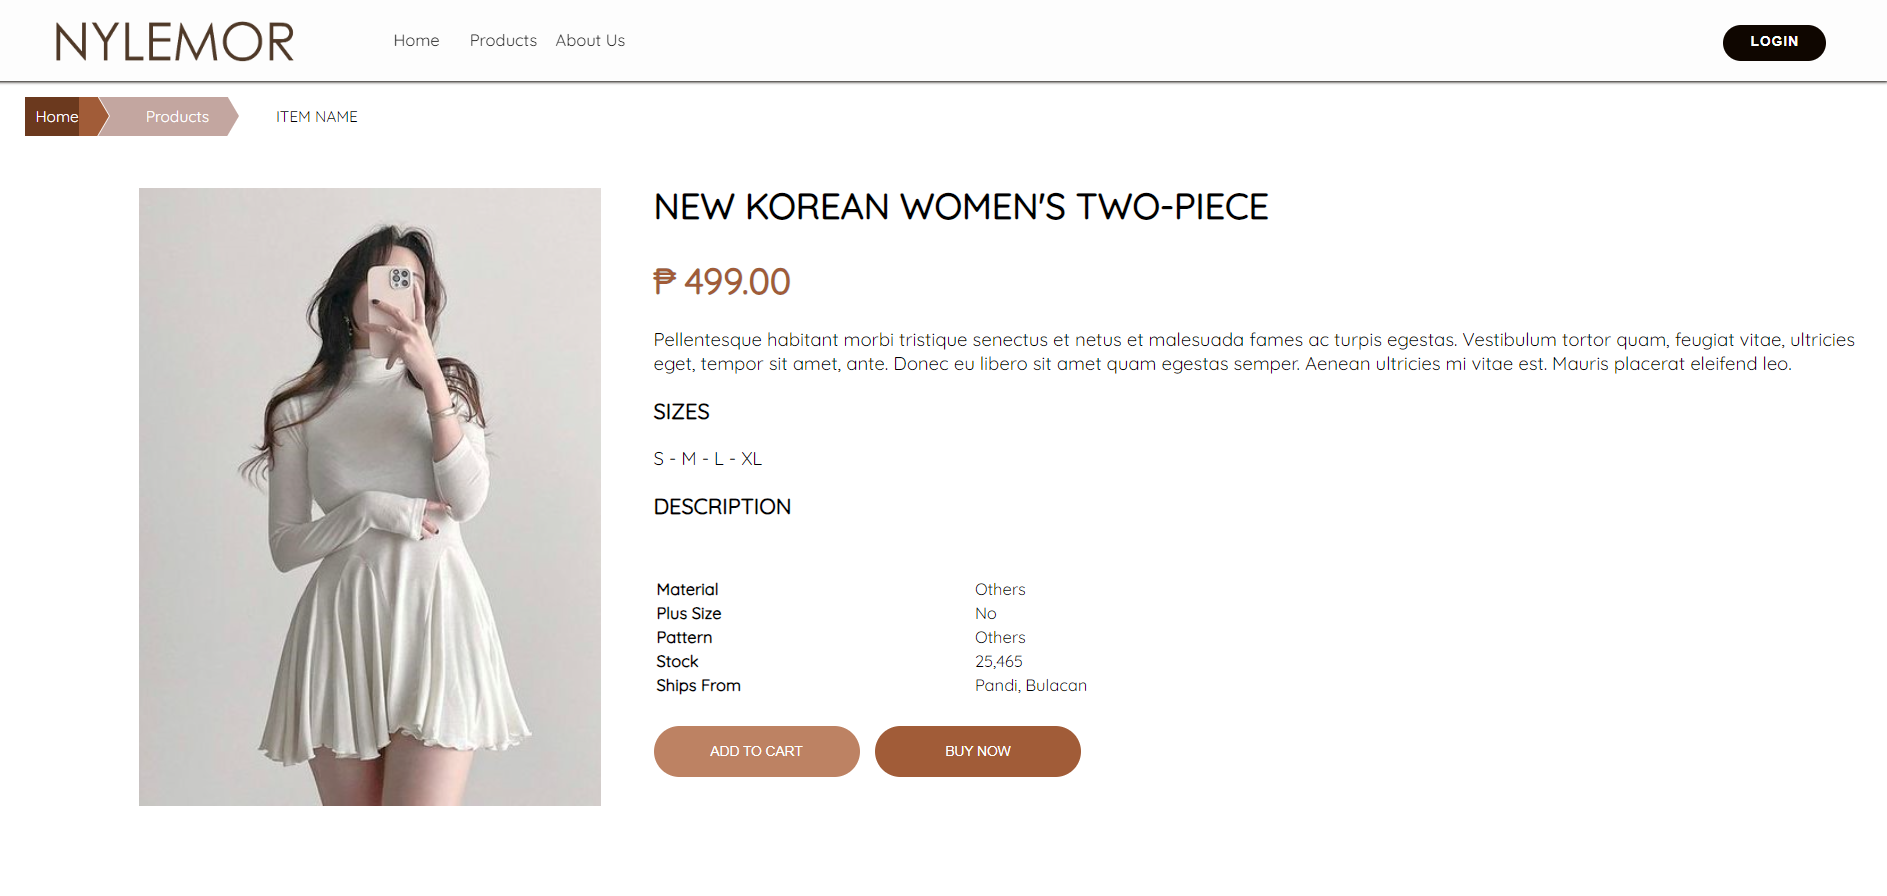 NYLEMOR
Home Products About Us
LOGIN
Home Products ITEM NAME
NEW KOREAN WOMEN'S TWO-PIECE
₱ 499.00
Pellentesque habitant morbi tristique senectus et netus et malesuada fames ac turpis egestas. Vestibulum tortor quam, feugiat vitae, ultricies
eget, tempor sit amet, ante. Donec eu libero sit amet quam egestas semper. Aenean ultricies mi vitae est. Mauris placerat eleifend leo.
SIZES
S - M - L - XL
DESCRIPTION
Material Others
Plus Size No
Pattern Others
Stock 25,465
Ships From Pandi, Bulacan
ADD TO CART BUY NOW